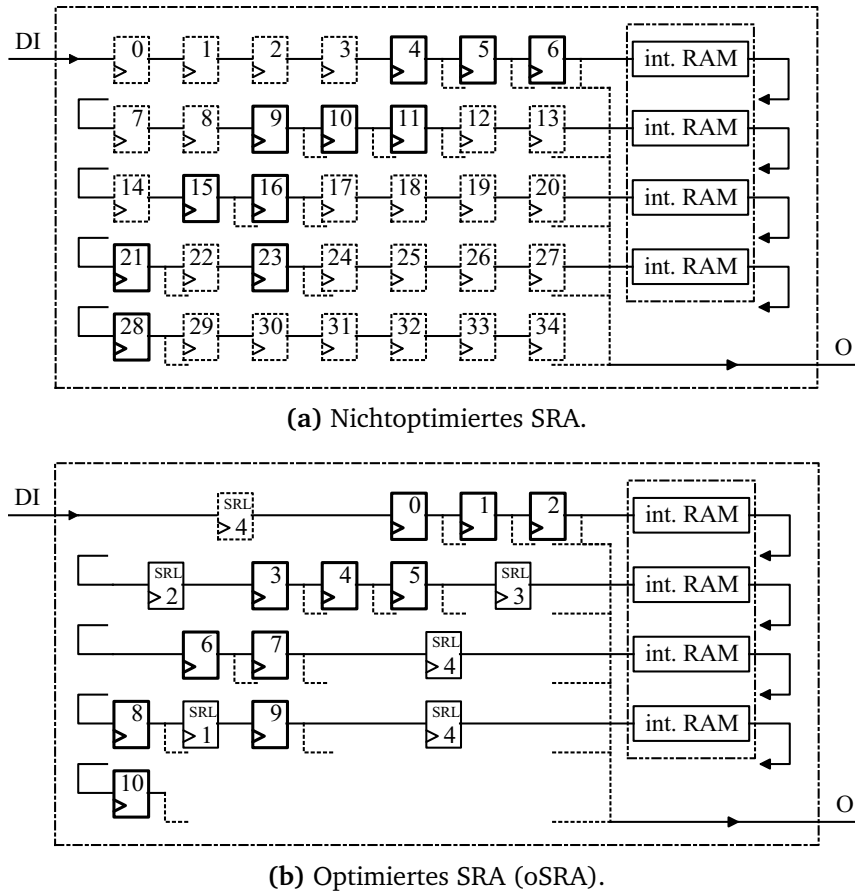 DI 0 1 2 3 4 5 6 int. RAM
7 8 9 10 11 12 13 int. RAM
14 15 16 17 18 19 20 int. RAM
21 22 23 24 25 26 27 int. RAM
28 29 30 31 32 33 34
O
(a) Nichtoptimiertes SRA.
DI SRL 4 0 1 2 int. RAM
SRL 2 3 4 5 SRL 3 int. RAM
6 7 SRL 4 int. RAM
8 SRL 1 9 SRL 4 int. RAM
10
O
(b) Optimiertes SRA (oSRA).